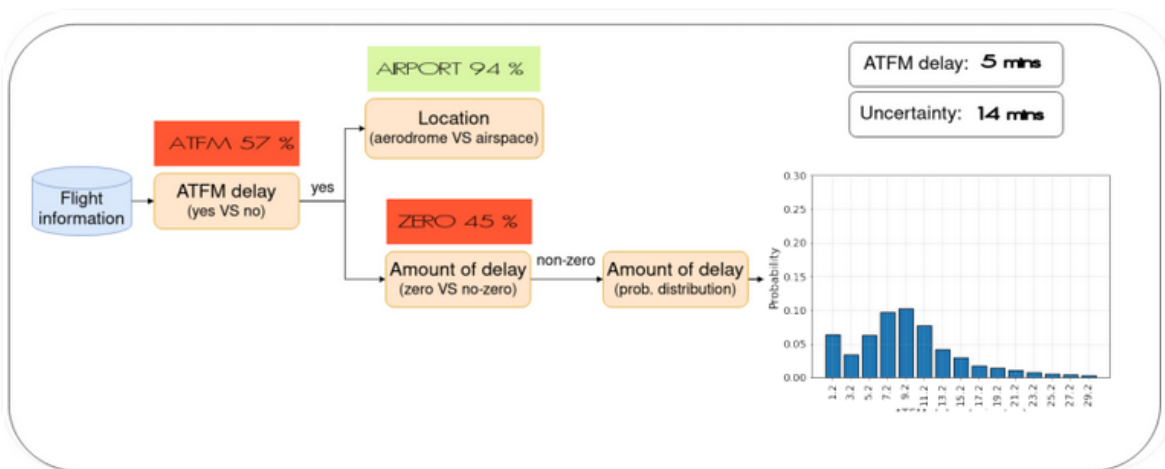 AIRPORT 94 %
ATFM delay: 5 mins
Location
(aerodrome VS airspace)
Uncertainty: 14 mins
ATFM 57 %
Flight
information
ATFM delay
(yes VS no)
yes
ZERO 45 %
Amount of delay
(zero VS no-zero)
non-zero
Amount of delay
(prob. distribution)
Probability
0.30
0.25
0.20
0.15
0.10
0.05
0.00
1.2
3.2
5.2
7.2
9.2
11.2
13.2
15.2
17.2
19.2
21.2
23.2
25.2
27.2
29.2